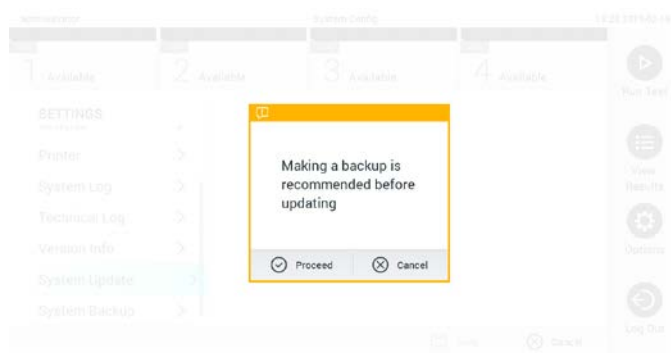 administrator
System Config
1 Available
2 Available
3 Available
4 Available
Run Test
SETTINGS
Printer
System Log
Technical Log
Version Info
System Update
System Backup
Making a backup is
recommended before
updating
Proceed
Cancel
View
Results
Options
Log Out
Save
Cancel